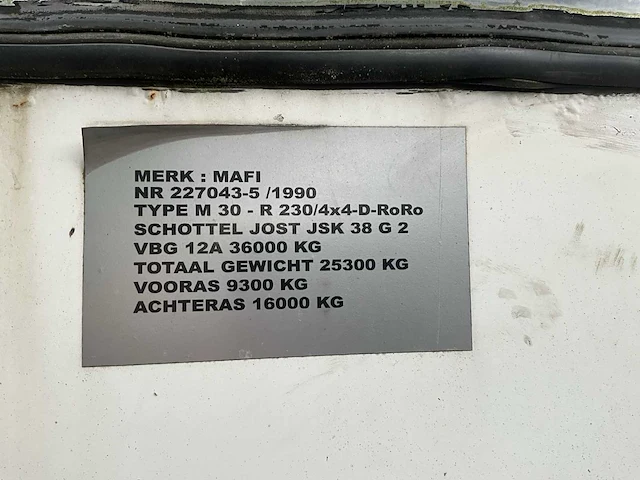 MERK : MAFI
NR 227043-5 /1990
TYPE M 30 - R 230/4x4-D-RoRo
SCHOTTEL JOST JSK 38 G 2
VBG 12A 36000 KG
TOTAAL GEWICHT 25300 KG
VOORAS 9300 KG
ACHTERAS 16000 KG